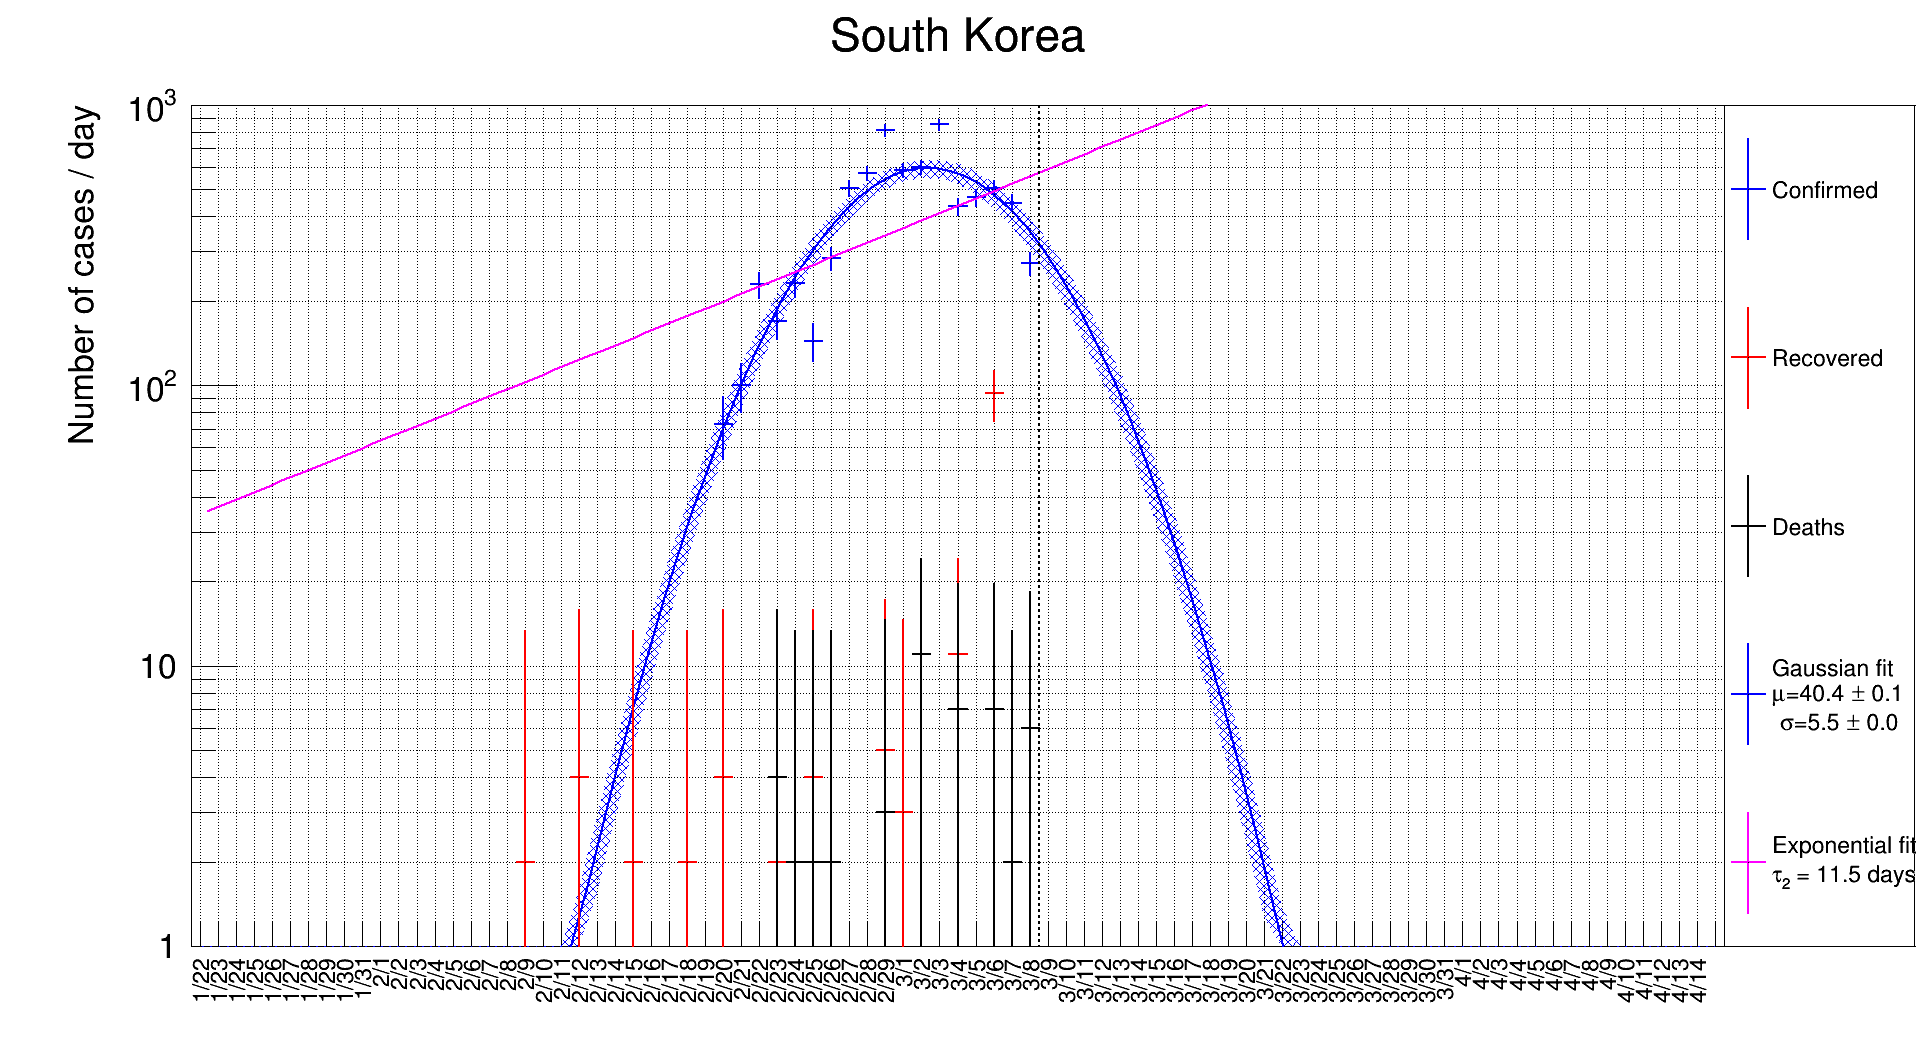 South Korea
Number of cases / day
10³
10²
10
1
1/22 1/23 1/24 1/25 1/26 1/27 1/28 1/29 1/30 1/31 2/1 2/2 2/3 2/4 2/5 2/6 2/7 2/8 2/9 2/10 2/11 2/12 2/13 2/14 2/15 2/16 2/17 2/18 2/19 2/20 2/21 2/22 2/23 2/24 2/25 2/26 2/27 2/28 2/29 3/1 3/2 3/3 3/4 3/5 3/6 3/7 3/8 3/9 3/10 3/11 3/12 3/13 3/14 3/15 3/16 3/17 3/18 3/19 3/20 3/21 3/22 3/23 3/24 3/25 3/26 3/27 3/28 3/29 3/30 3/31 4/1 4/2 4/3 4/4 4/5 4/6 4/7 4/8 4/9 4/10 4/11 4/12 4/13 4/14
Confirmed
Recovered
Deaths
Gaussian fit
μ=40.4 ± 0.1
σ=5.5 ± 0.0
Exponential fit
τ₂ = 11.5 days